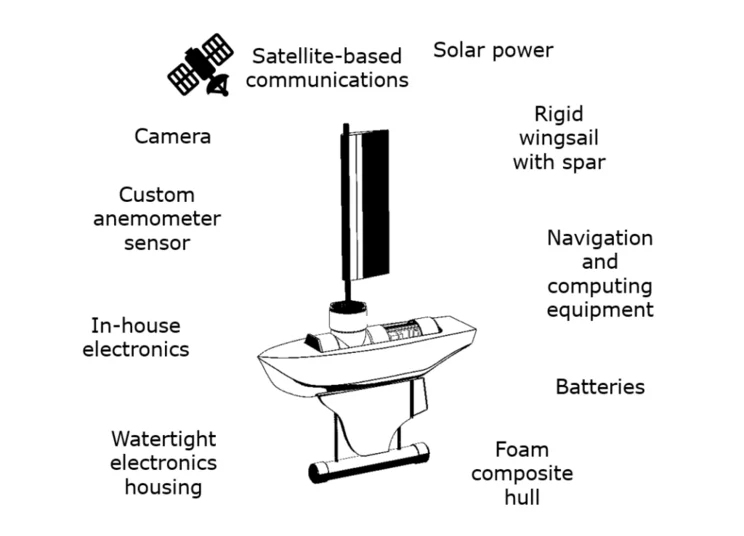 Satellite-based
communications
Solar power
Camera
Rigid
wingsail
with spar
Custom
anemometer
sensor
Navigation
and
computing
equipment
In-house
electronics
Batteries
Watertight
electronics
housing
Foam
composite
hull